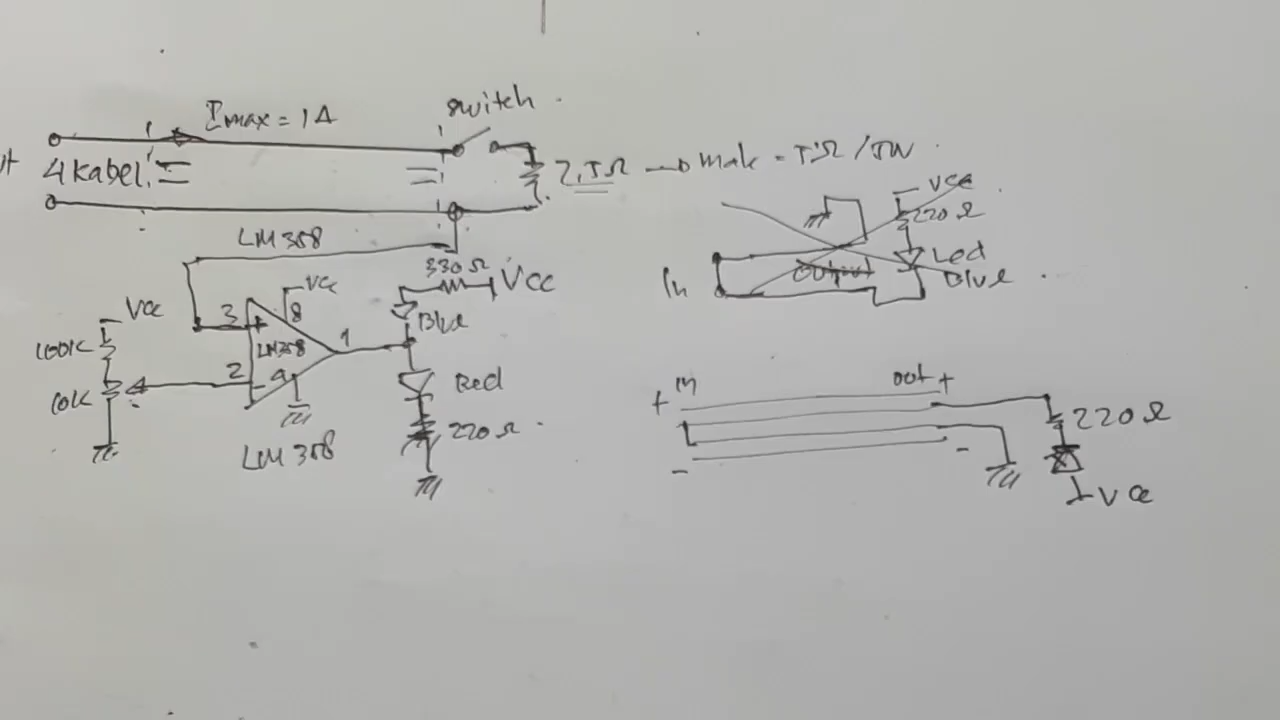 Imax = 1A
switch
4 kabel
2,5Ω → mak = 5Ω / 5W
VCC
220 Ω
Led
Blue
In
output
LM358
330 Ω
VCC
VCC
8
Blue
VCC
3
+
LM358
1
100K
2
-
4
Red
10K
220 Ω
LM358
+ In
out +
220 Ω
-
-
VCC